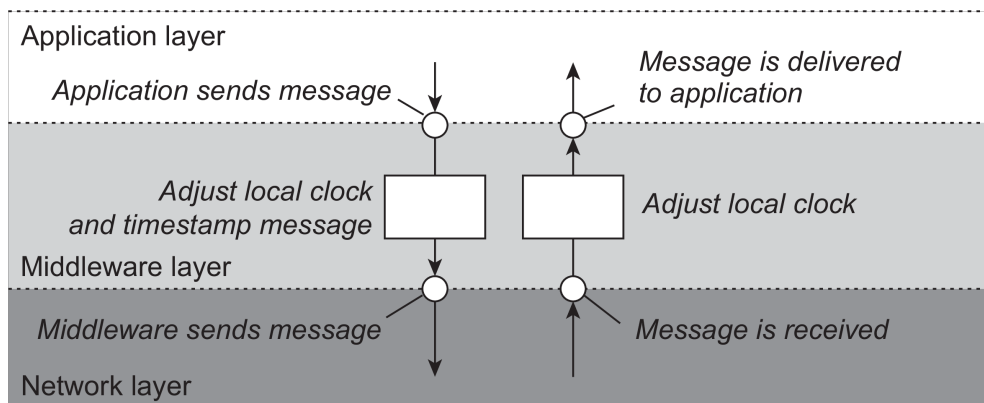 Application layer
Application sends message
Message is delivered
to application
Adjust local clock
and timestamp message
Adjust local clock
Middleware layer
Middleware sends message
Message is received
Network layer